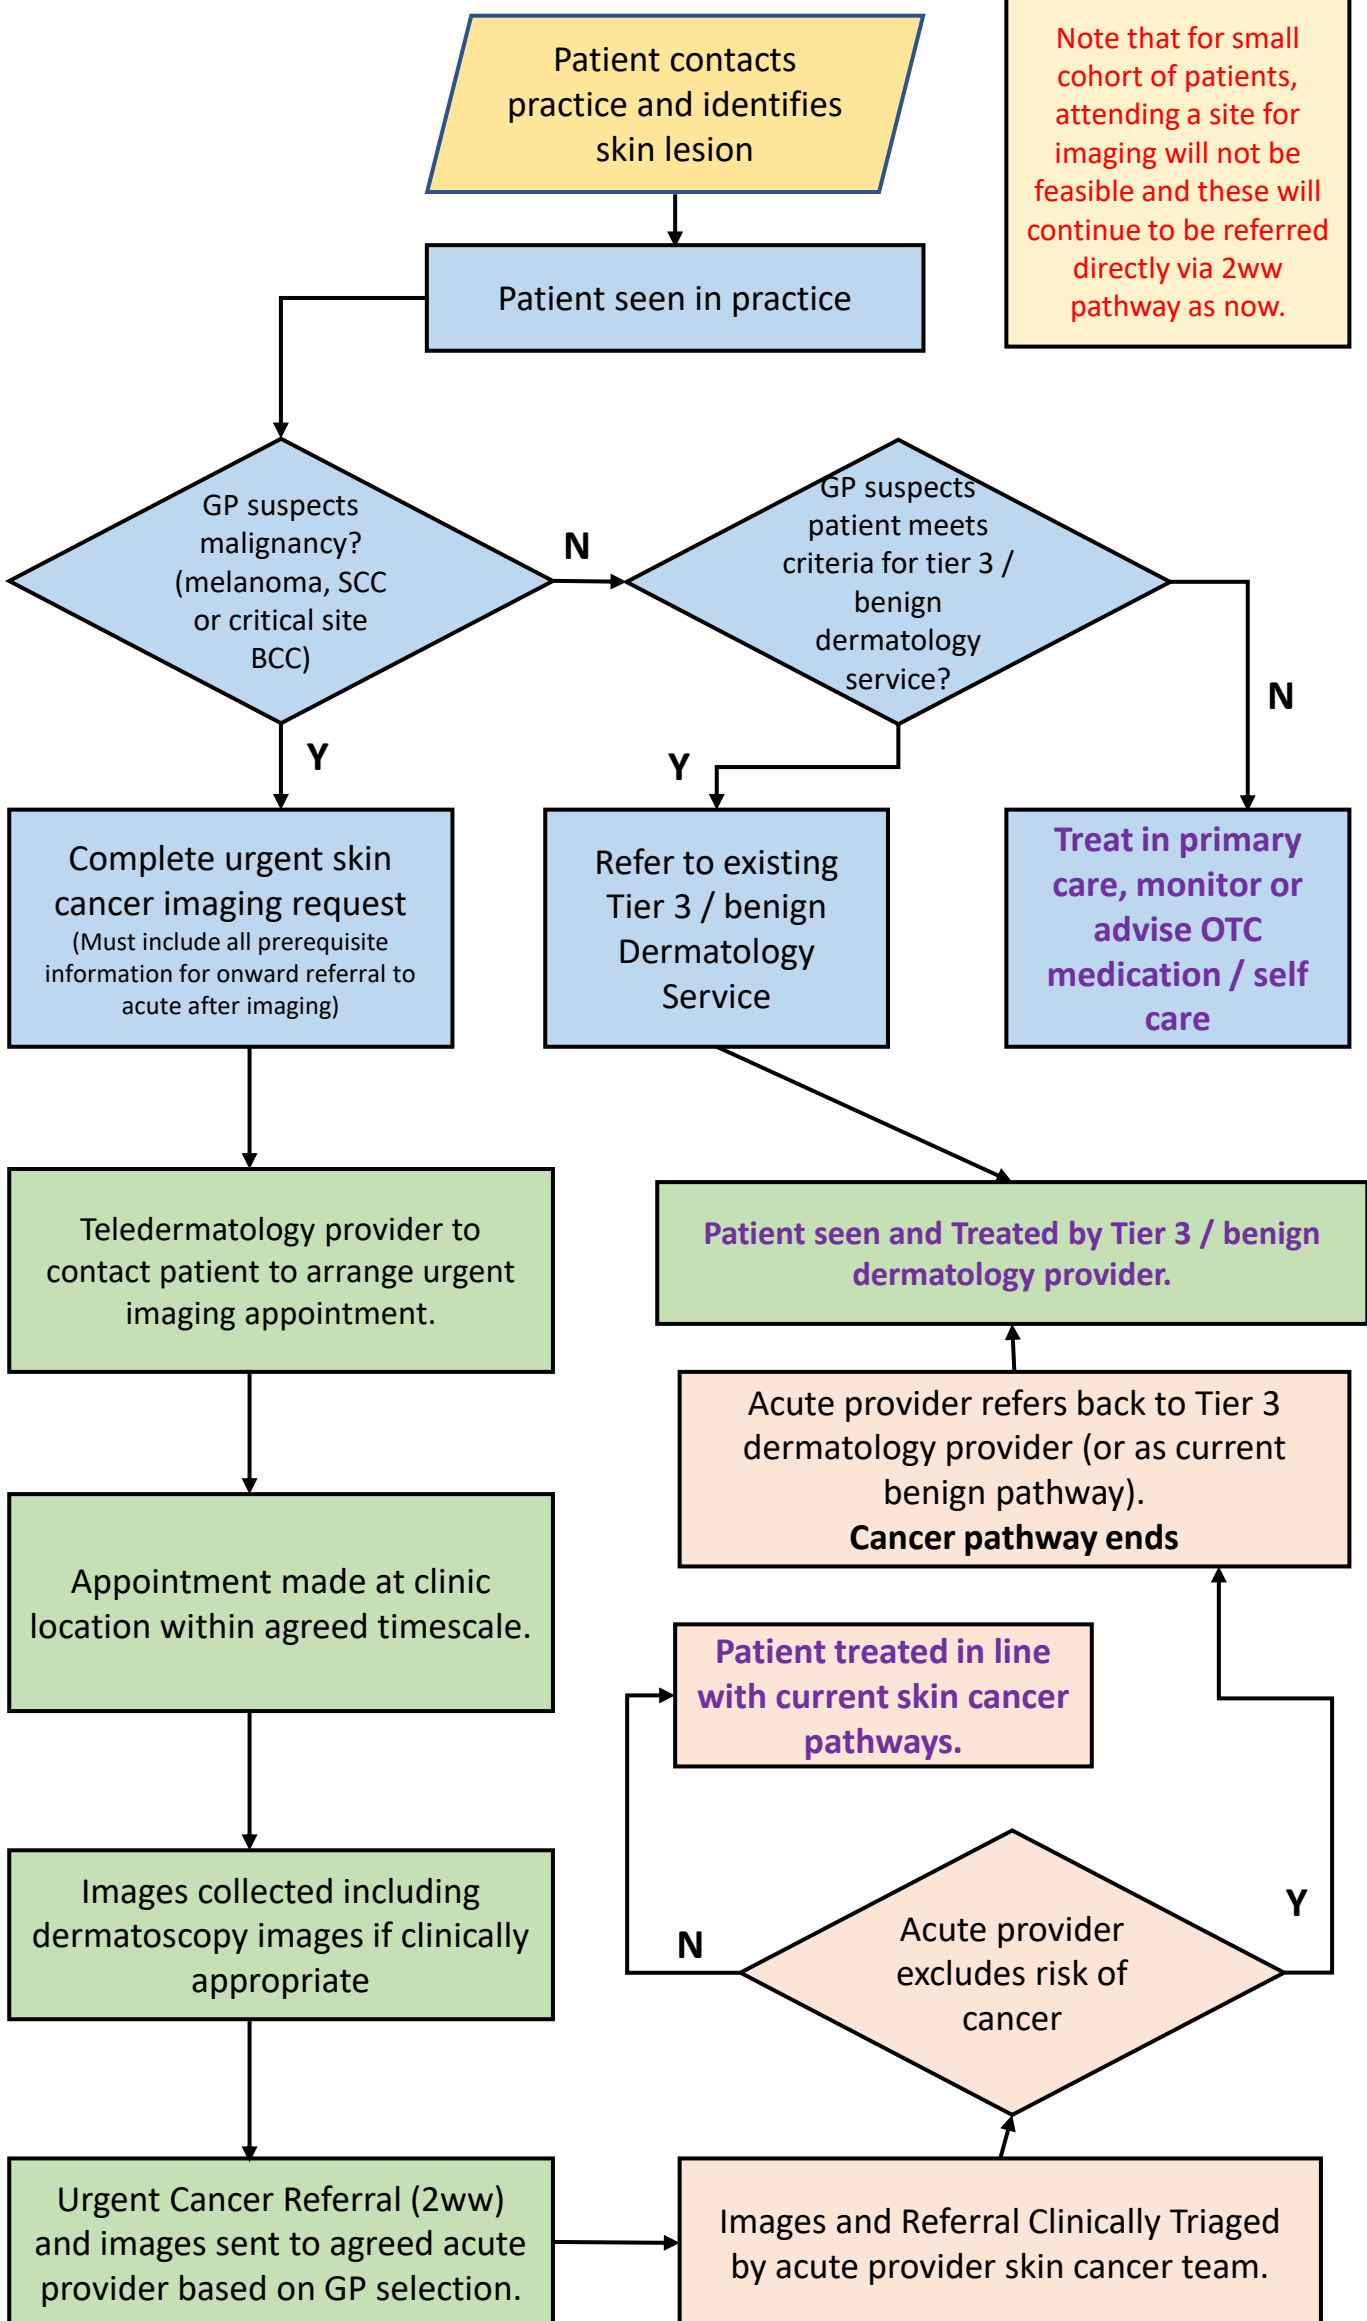 Patient contacts
practice and identifies
skin lesion
Note that for small
cohort of patients,
attending a site for
imaging will not be
feasible and these will
continue to be referred
directly via 2ww
pathway as now.
Patient seen in practice
GP suspects
malignancy?
(melanoma, SCC
or critical site
BCC)
N
GP suspects
patient meets
criteria for tier 3 /
benign
dermatology
service?
N
Y
Y
Complete urgent skin
cancer imaging request
(Must include all prerequisite
information for onward referral to
acute after imaging)
Refer to existing
Tier 3 / benign
Dermatology
Service
Treat in primary
care, monitor or
advise OTC
medication / self
care
Teledermatology provider to
contact patient to arrange urgent
imaging appointment.
Patient seen and Treated by Tier 3 / benign
dermatology provider.
Acute provider refers back to Tier 3
dermatology provider (or as current
benign pathway).
Cancer pathway ends
Appointment made at clinic
location within agreed timescale.
Patient treated in line
with current skin cancer
pathways.
Images collected including
dermatoscopy images if clinically
appropriate
N
Acute provider
excludes risk of
cancer
Y
Urgent Cancer Referral (2ww)
and images sent to agreed acute
provider based on GP selection.
Images and Referral Clinically Triaged
by acute provider skin cancer team.